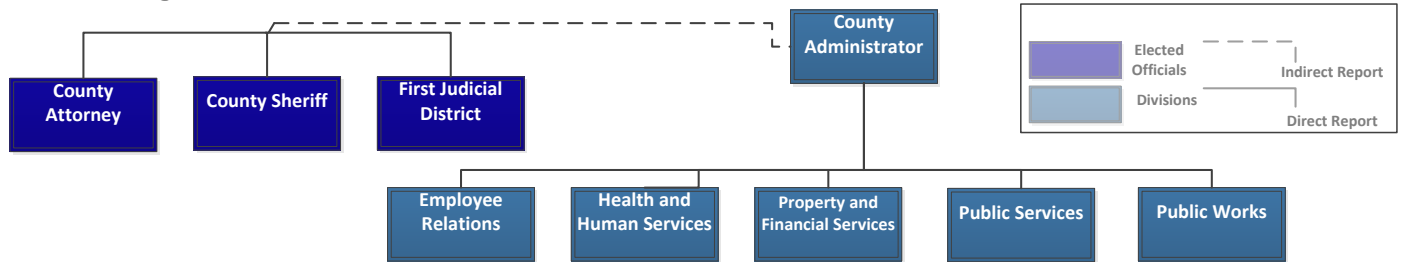 County
Administrator
Elected
Officials
Indirect Report
Divisions
Direct Report
County
Attorney
County Sheriff
First Judicial
District
Employee
Relations
Health and
Human Services
Property and
Financial Services
Public Services
Public Works